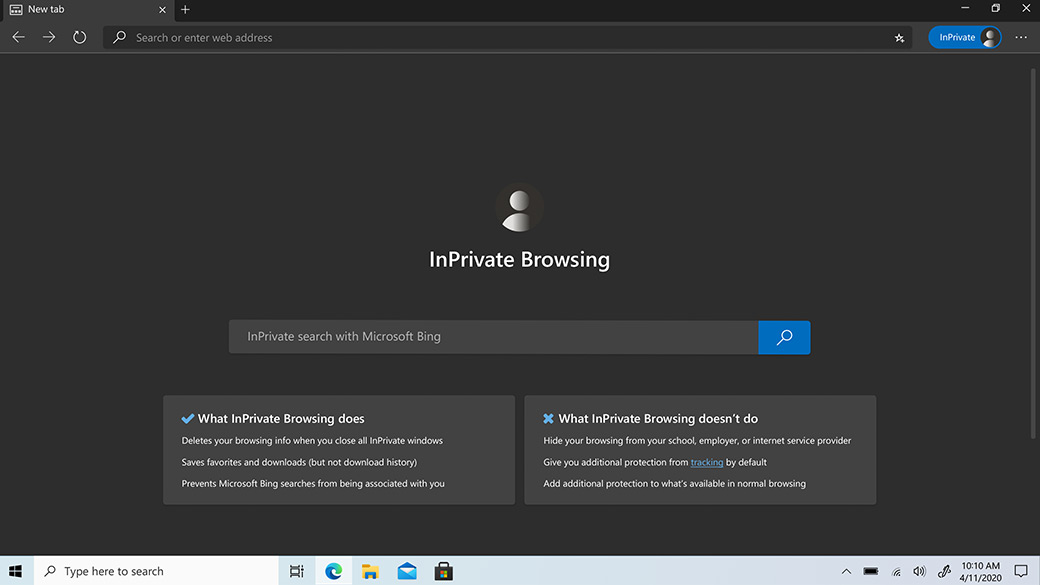 New tab
Search or enter web address
InPrivate
InPrivate Browsing
InPrivate search with Microsoft Bing
What InPrivate Browsing does
Deletes your browsing info when you close all InPrivate windows
Saves favorites and downloads (but not download history)
Prevents Microsoft Bing searches from being associated with you
What InPrivate Browsing doesn't do
Hide your browsing from your school, employer, or internet service provider
Give you additional protection from tracking by default
Add additional protection to what's available in normal browsing
Type here to search
10:10 AM
4/11/2020